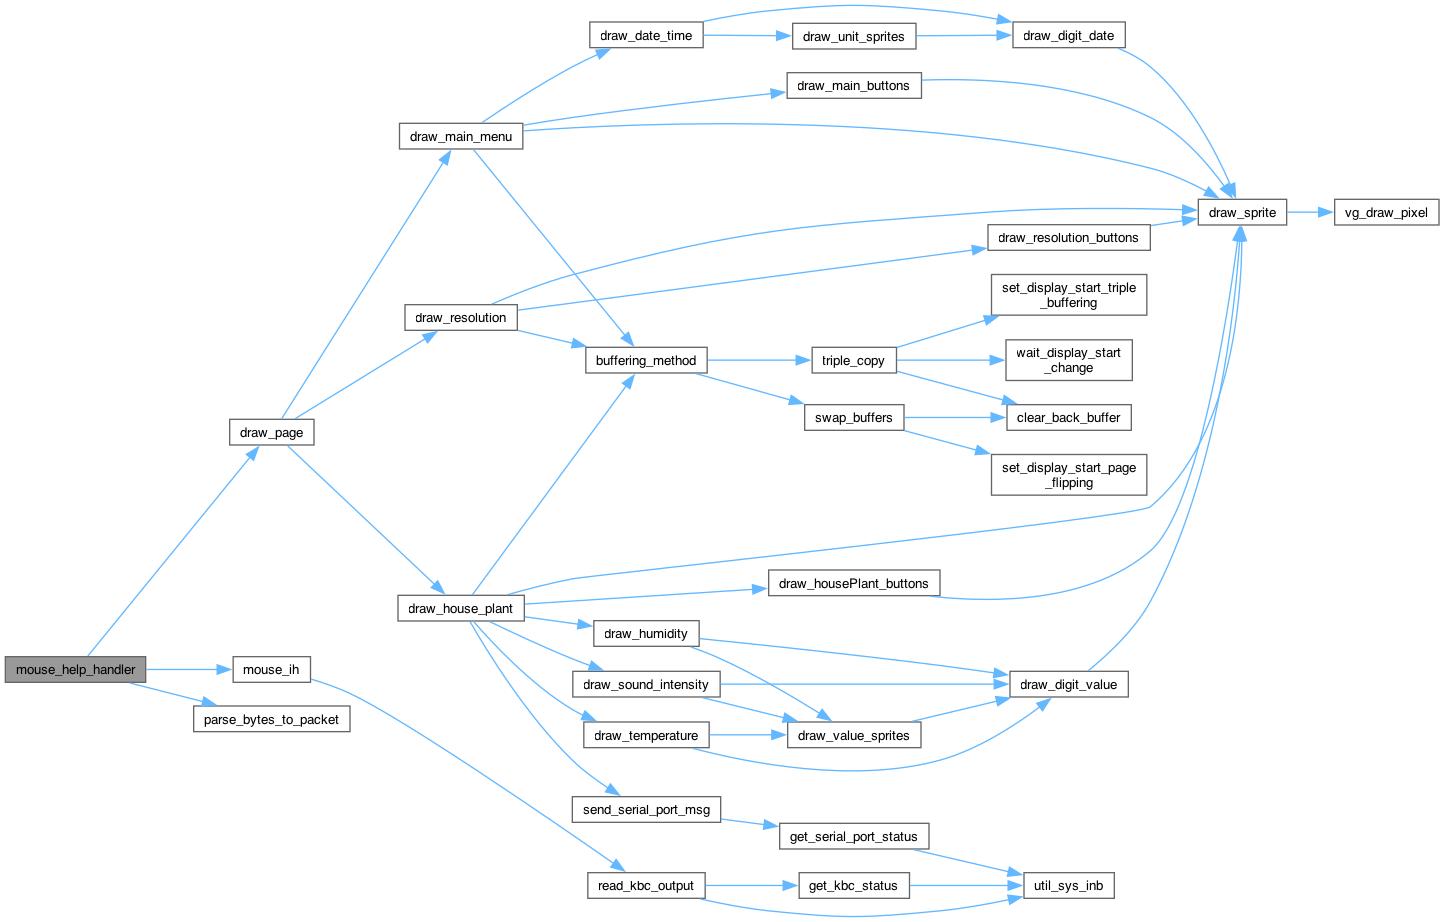 draw_date_time
draw_unit_sprites
draw_digit_date
draw_main_buttons
draw_main_menu
draw_sprite
vg_draw_pixel
draw_resolution_buttons
set_display_start_triple
_buffering
draw_resolution
buffering_method
triple_copy
wait_display_start
_change
swap_buffers
clear_back_buffer
draw_page
set_display_start_page
_flipping
draw_housePlant_buttons
draw_house_plant
draw_humidity
mouse_help_handler
mouse_ih
draw_sound_intensity
draw_digit_value
parse_bytes_to_packet
draw_temperature
draw_value_sprites
send_serial_port_msg
get_serial_port_status
read_kbc_output
get_kbc_status
util_sys_inb